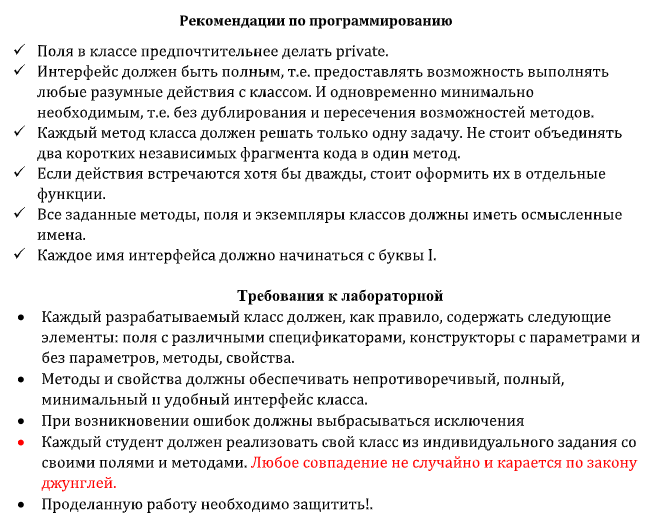 Рекомендации по программированию
✓ Поля в классе предпочтительнее делать private.
✓ Интерфейс должен быть полным, т.е. предоставлять возможность выполнять
любые разумные действия с классом. И одновременно минимально
необходимым, т.е. без дублирования и пересечения возможностей методов.
✓ Каждый метод класса должен решать только одну задачу. Не стоит объединять
два коротких независимых фрагмента кода в один метод.
✓ Если действия встречаются хотя бы дважды, стоит оформить их в отдельные
функции.
✓ Все заданные методы, поля и экземпляры классов должны иметь осмысленные
имена.
✓ Каждое имя интерфейса должно начинаться с буквы I.
Требования к лабораторной
• Каждый разрабатываемый класс должен, как правило, содержать следующие
элементы: поля с различными спецификаторами, конструкторы с параметрами и
без параметров, методы, свойства.
• Методы и свойства должны обеспечивать непротиворечивый, полный,
минимальный и удобный интерфейс класса.
• При возникновении ошибок должны выбрасываться исключения
• Каждый студент должен реализовать свой класс из индивидуального задания со
своими полями и методами. Любое совпадение не случайно и карается по закону
джунглей.
• Проделанную работу необходимо защитить!.